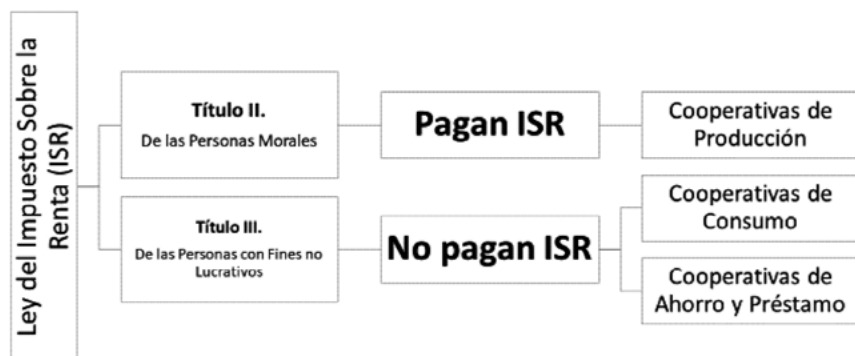 Ley del Impuesto Sobre la
Renta (ISR)
Título II.
De las Personas Morales
Pagan ISR
Cooperativas de
Producción
Título III.
De las Personas con Fines no
Lucrativos
No pagan ISR
Cooperativas de
Consumo
Cooperativas de
Ahorro y Préstamo